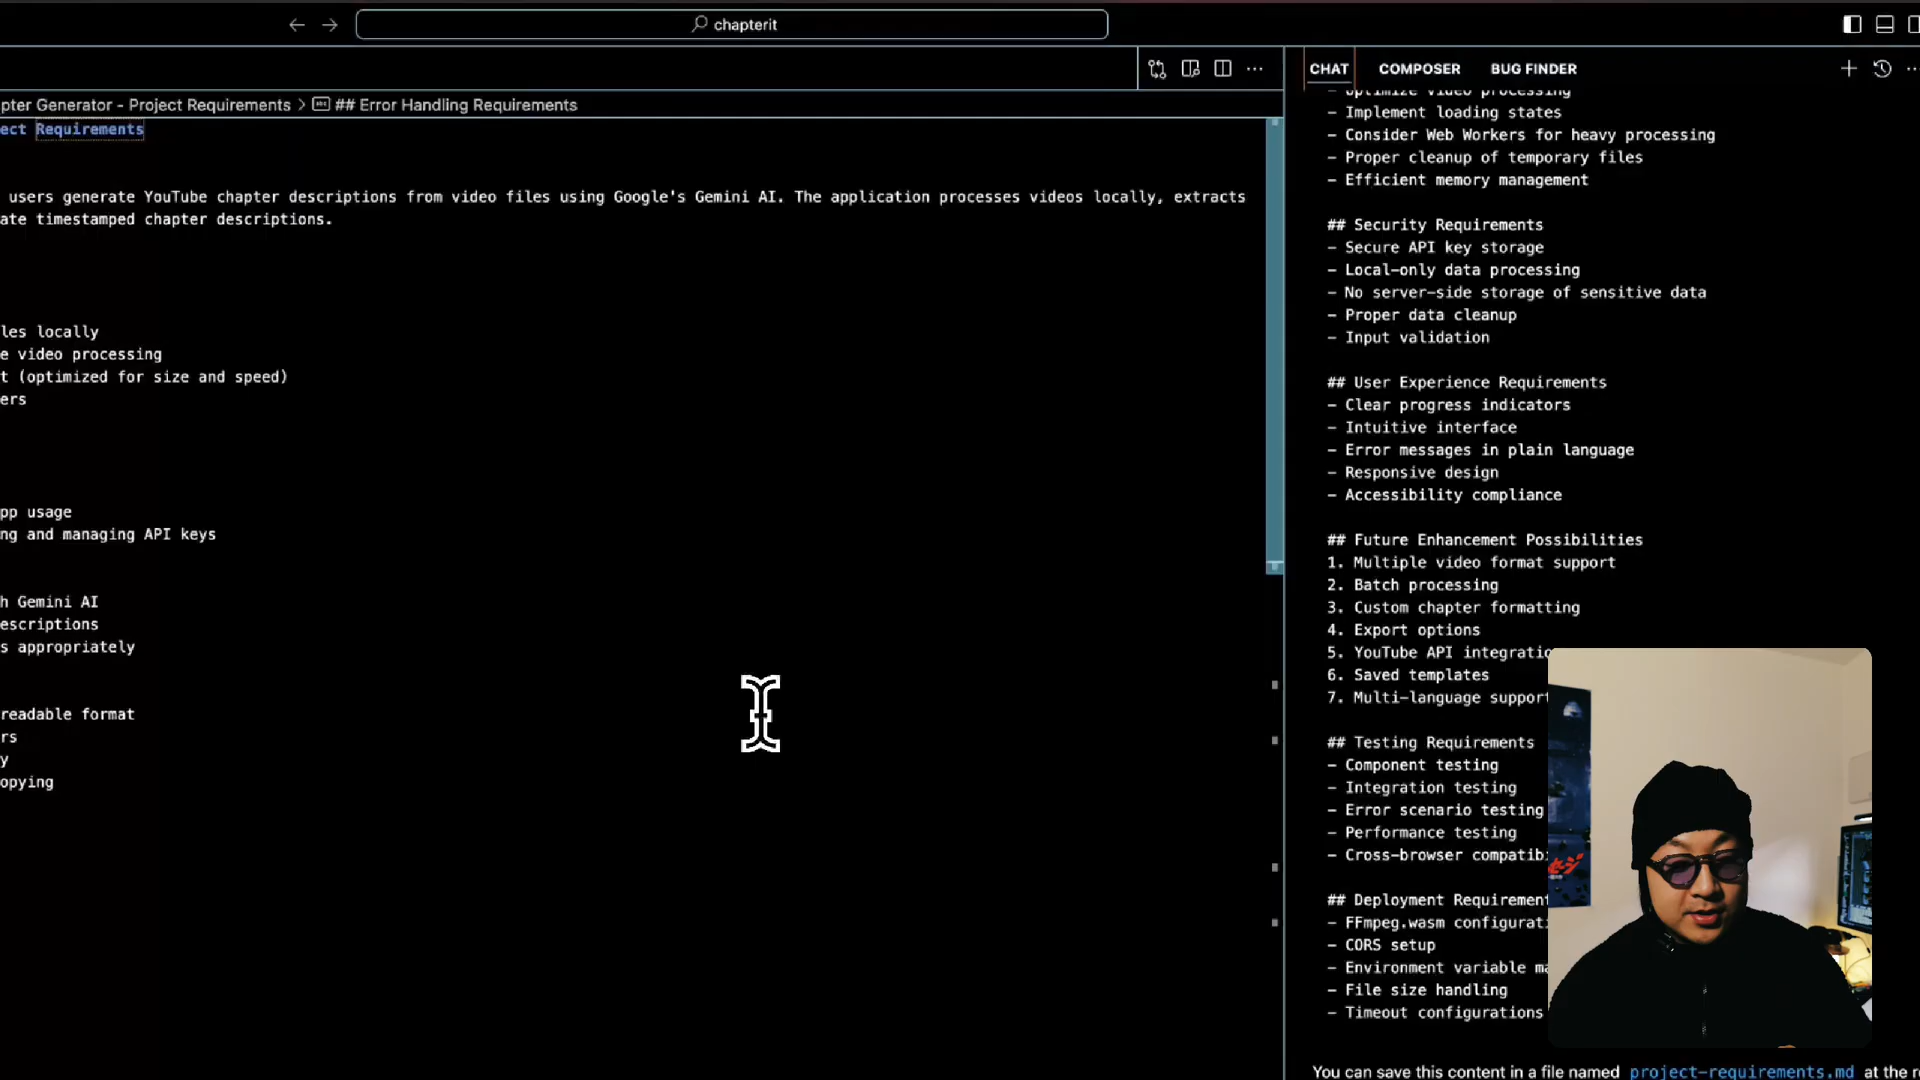 chapterit
pter Generator - Project Requirements > ## Error Handling Requirements
ect Requirements
users generate YouTube chapter descriptions from video files using Google's Gemini AI. The application processes videos locally, extracts
ate timestamped chapter descriptions.
les locally
e video processing
t (optimized for size and speed)
ers
pp usage
ng and managing API keys
h Gemini AI
escriptions
s appropriately
readable format
rs
y
opying
CHAT COMPOSER BUG FINDER
- Optimize video processing
- Implement loading states
- Consider Web Workers for heavy processing
- Proper cleanup of temporary files
- Efficient memory management
## Security Requirements
- Secure API key storage
- Local-only data processing
- No server-side storage of sensitive data
- Proper data cleanup
- Input validation
## User Experience Requirements
- Clear progress indicators
- Intuitive interface
- Error messages in plain language
- Responsive design
- Accessibility compliance
## Future Enhancement Possibilities
1. Multiple video format support
2. Batch processing
3. Custom chapter formatting
4. Export options
5. YouTube API integratio
6. Saved templates
7. Multi-language support
## Testing Requirements
- Component testing
- Integration testing
- Error scenario testing
- Performance testing
- Cross-browser compatib
## Deployment Requirement
- FFmpeg.wasm configurati
- CORS setup
- Environment variable ma
- File size handling
- Timeout configurations
You can save this content in a file named project-requirements.md at the r